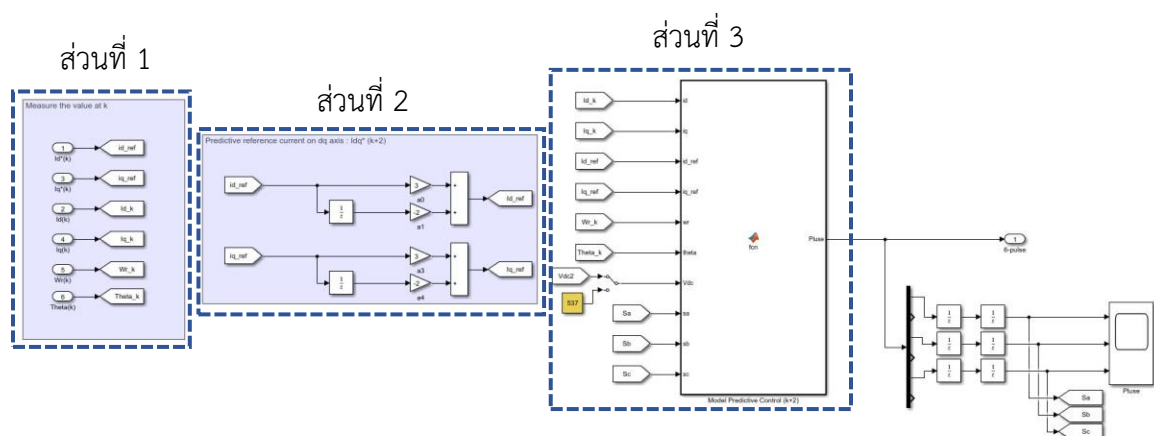 ส่วนที่ 1
Measure the value at k
1
id_ref
Id*(k)
3
iq_ref
Iq*(k)
2
Id_k
Id(k)
4
Iq_k
Iq(k)
5
Wr_k
Wr(k)
6
Theta_k
Theta(k)
ส่วนที่ 2
Predictive reference current on dq axis : Idq* (k+2)
id_ref
3
a0
1
z
-2
a1
Id_ref
iq_ref
3
a3
1
z
-2
a4
Iq_ref
ส่วนที่ 3
Id_k
id
Iq_k
iq
Id_ref
id_ref
Iq_ref
iq_ref
Wr_k
wr
Theta_k
theta
Vdc2
Vdc
537
Sa
sa
Sb
sb
Sc
sc
fcn
Pluse
Model Predictive Control (k+2)
1
6-pulse
1
z
1
z
1
z
1
z
1
z
1
z
Pluse
Sa
Sb
Sc